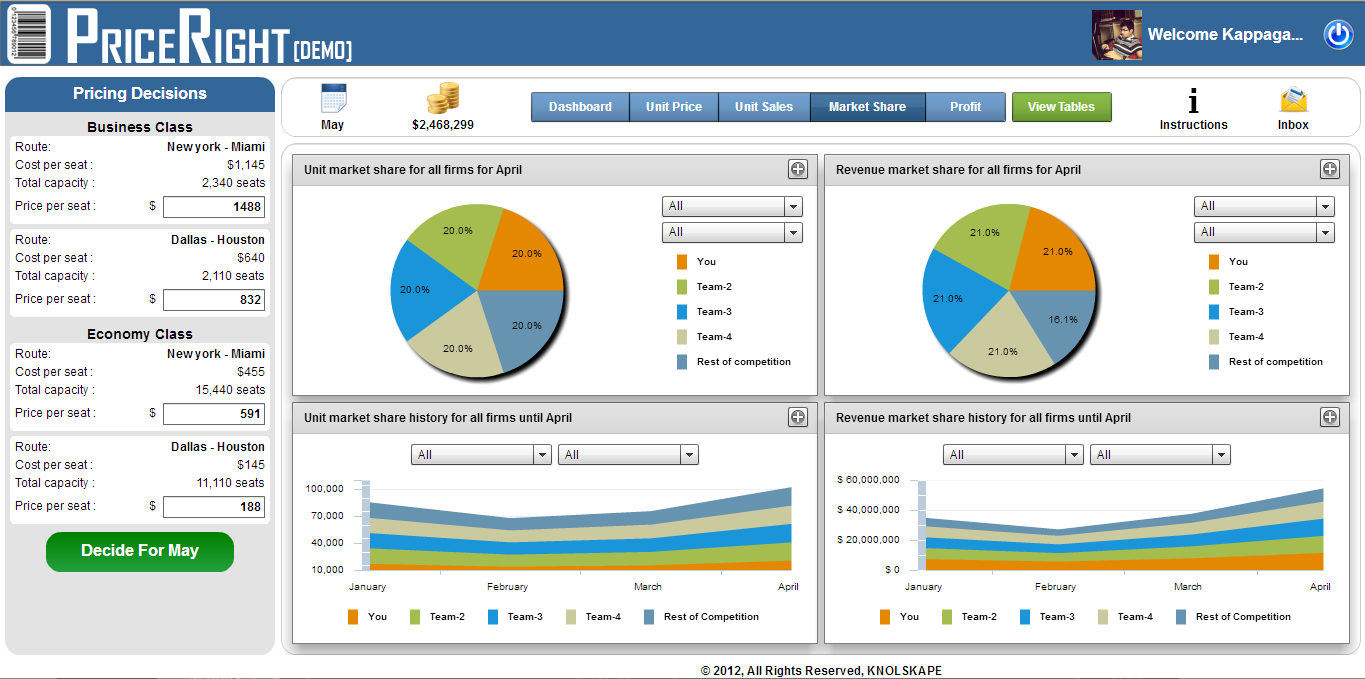 PRICERIGHT [DEMO]
Welcome Kappaga...
Pricing Decisions
Business Class
Route: Newyork - Miami
Cost per seat : $1,145
Total capacity : 2,340 seats
Price per seat : $ 1488
Route: Dallas - Houston
Cost per seat : $640
Total capacity : 2,110 seats
Price per seat : $ 832
Economy Class
Route: Newyork - Miami
Cost per seat : $455
Total capacity : 15,440 seats
Price per seat : $ 591
Route: Dallas - Houston
Cost per seat : $145
Total capacity : 11,110 seats
Price per seat : $ 188
Decide For May
May
$2,468,299
Dashboard Unit Price Unit Sales Market Share Profit View Tables
Instructions
Inbox
Unit market share for all firms for April
All
All
20.0%
20.0%
20.0%
20.0%
20.0%
You
Team-2
Team-3
Team-4
Rest of competition
Revenue market share for all firms for April
All
All
21.0%
21.0%
21.0%
16.1%
21.0%
You
Team-2
Team-3
Team-4
Rest of competition
Unit market share history for all firms until April
All All
100,000
70,000
40,000
10,000
January February March April
You Team-2 Team-3 Team-4 Rest of Competition
Revenue market share history for all firms until April
All All
$ 60,000,000
$ 40,000,000
$ 20,000,000
$ 0
January February March April
You Team-2 Team-3 Team-4 Rest of Competition
© 2012, All Rights Reserved, KNOLSKAPE